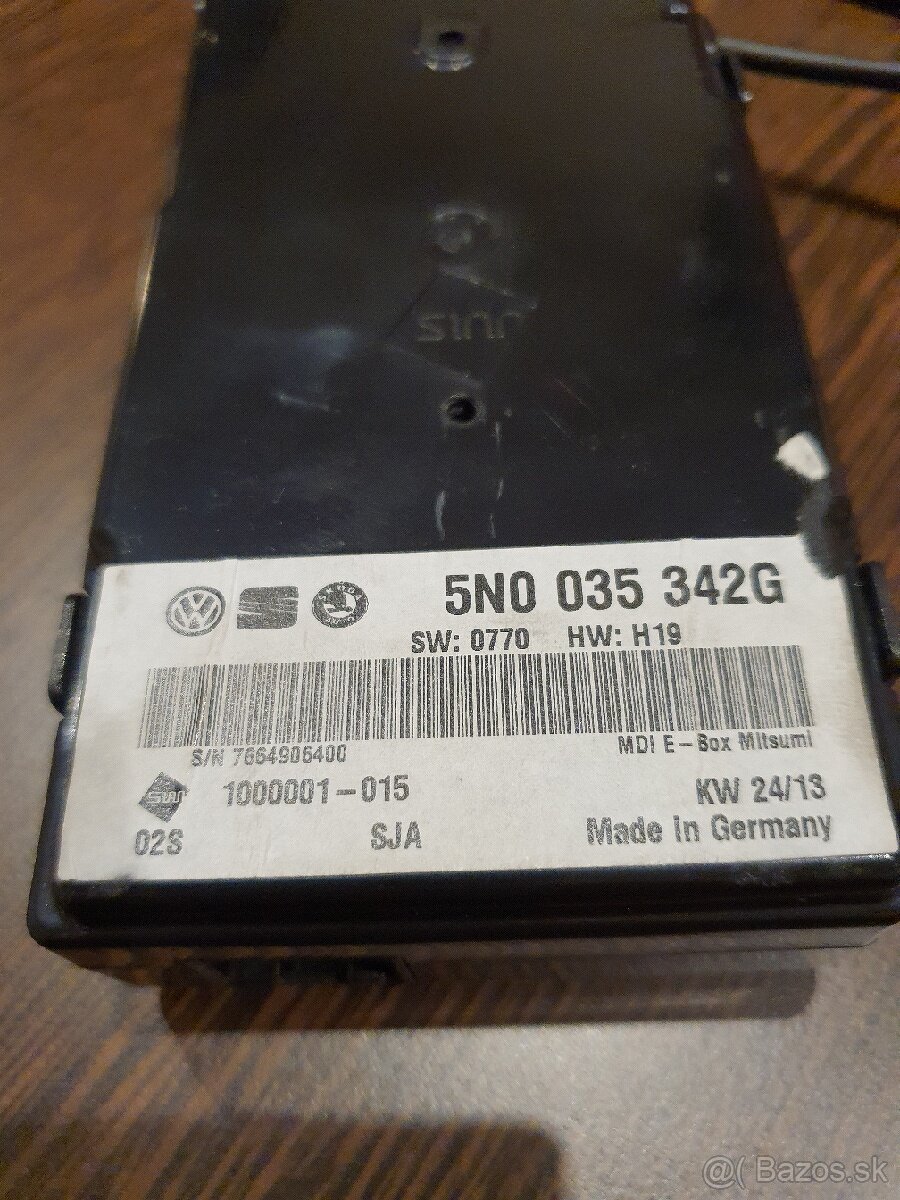 5N0 035 342G
SW: 0770 HW: H19
S/N 7664906400
MDI E-Box Mitsumi
1000001-015
KW 24/13
02S
SJA
Made in Germany
@( Bazos.sk